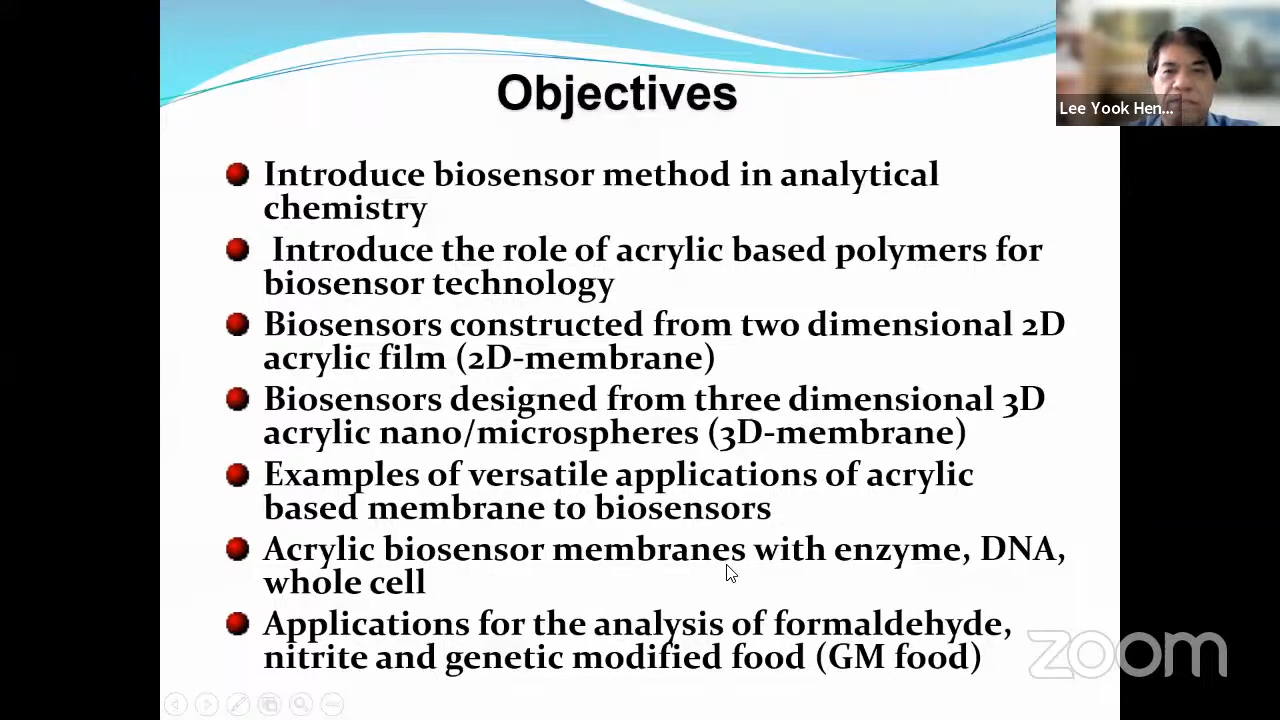 Objectives
Lee Yook Hen...
Introduce biosensor method in analytical
chemistry
Introduce the role of acrylic based polymers for
biosensor technology
Biosensors constructed from two dimensional 2D
acrylic film (2D-membrane)
Biosensors designed from three dimensional 3D
acrylic nano/microspheres (3D-membrane)
Examples of versatile applications of acrylic
based membrane to biosensors
Acrylic biosensor membranes with enzyme, DNA,
whole cell
Applications for the analysis of formaldehyde,
nitrite and genetic modified food (GM food)
zoom